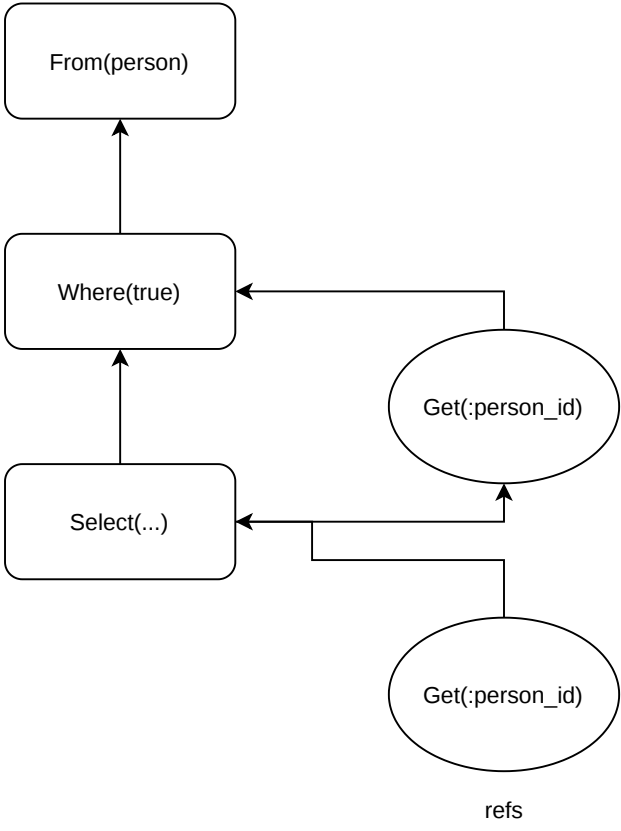 From(person)
Where(true)
Get(:person_id)
Select(...)
Get(:person_id)
refs